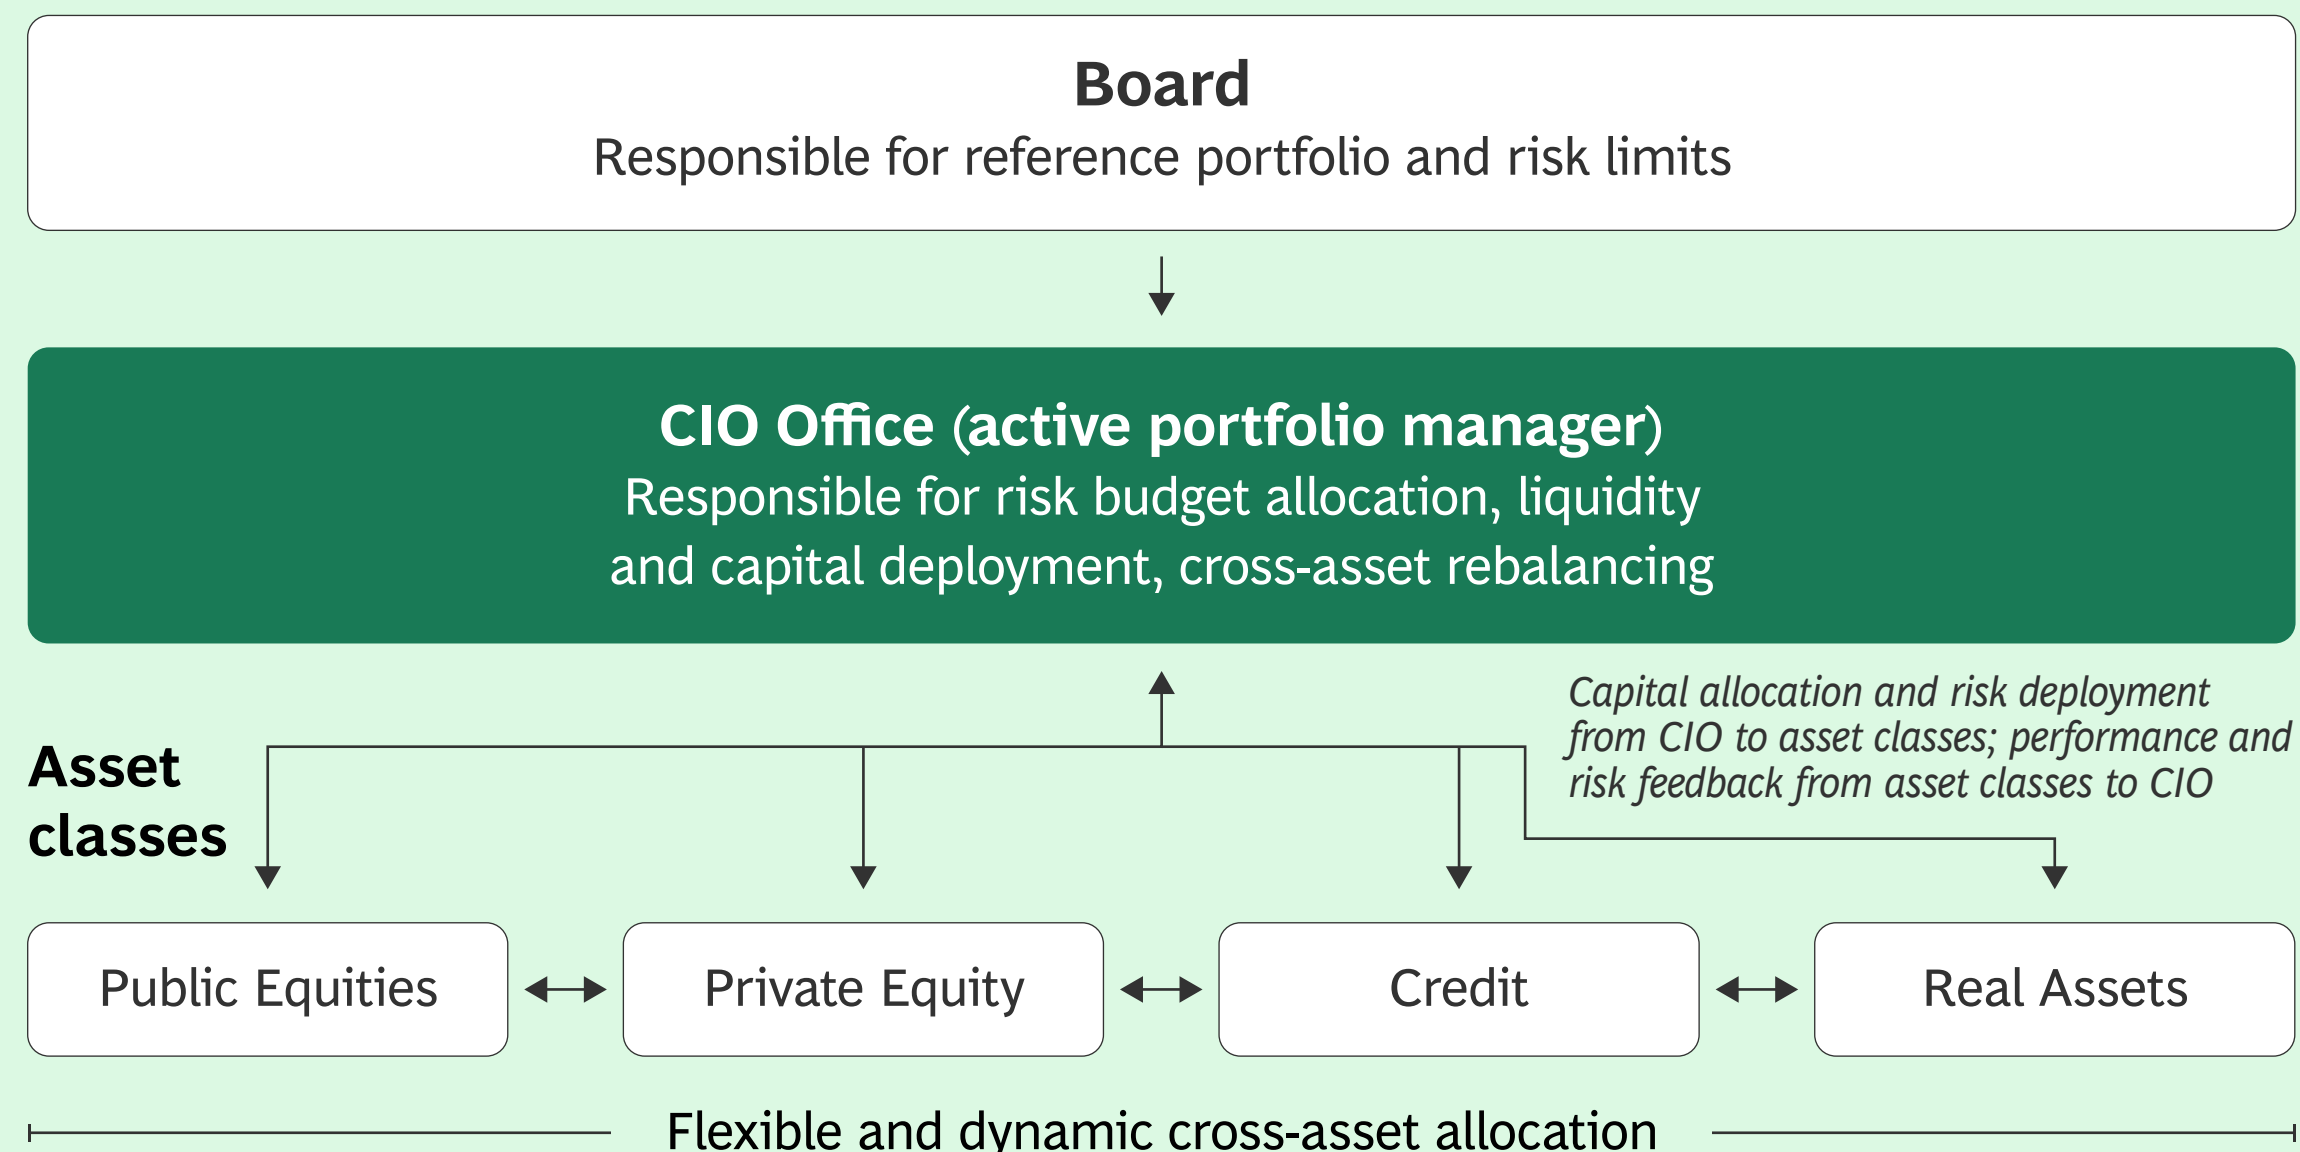 Board
Responsible for reference portfolio and risk limits
CIO Office (active portfolio manager)
Responsible for risk budget allocation, liquidity
and capital deployment, cross-asset rebalancing
Capital allocation and risk deployment
from CIO to asset classes; performance and
risk feedback from asset classes to CIO
Asset
classes
Public Equities
Private Equity
Credit
Real Assets
Flexible and dynamic cross-asset allocation